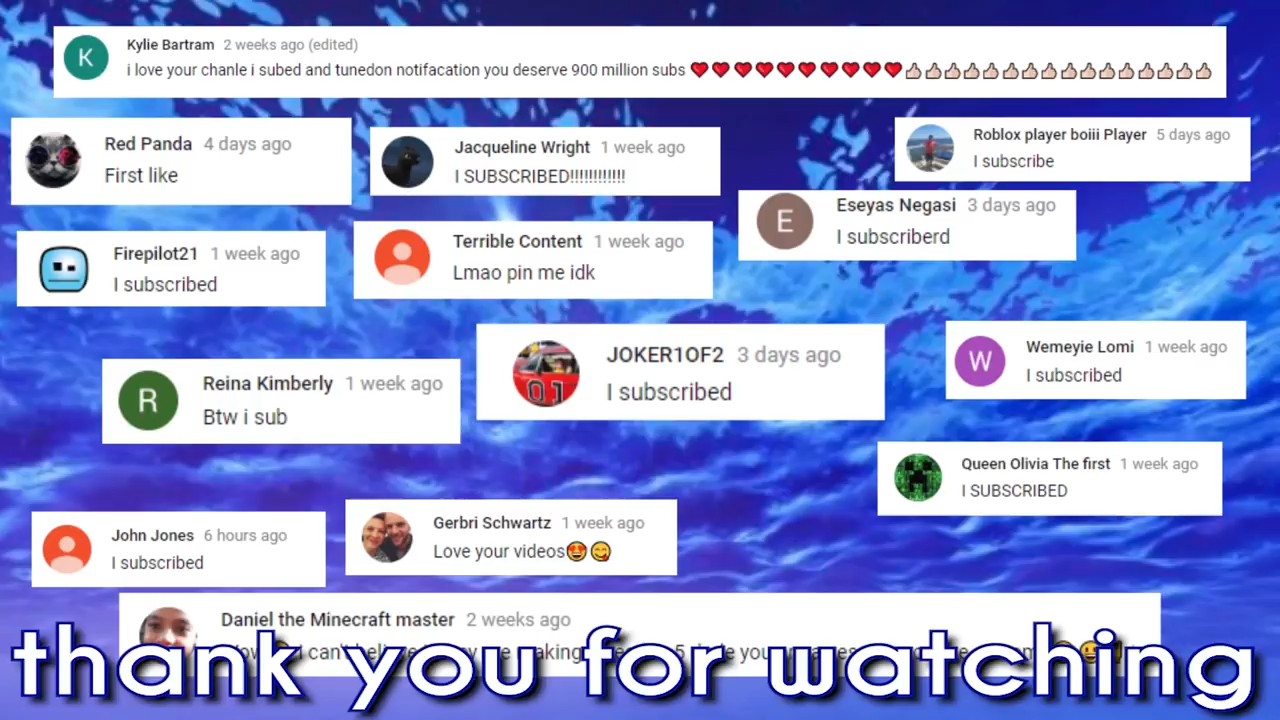 K
Kylie Bartram 2 weeks ago (edited)
i love your chanle i subed and tunedon notifacation you deserve 900 million subs ❤❤❤❤❤❤❤❤❤❤👍🏻👍🏻👍🏻👍🏻👍🏻👍🏻👍🏻👍🏻👍🏻👍🏻👍🏻👍🏻👍🏻👍🏻👍🏻👍🏻
Red Panda 4 days ago
First like
Jacqueline Wright 1 week ago
I SUBSCRIBED!!!!!!!!!!!!
Roblox player boiii Player 5 days ago
I subscribe
E
Eseyas Negasi 3 days ago
I subscriberd
Firepilot21 1 week ago
I subscribed
Terrible Content 1 week ago
Lmao pin me idk
R
Reina Kimberly 1 week ago
Btw i sub
01
JOKER1OF2 3 days ago
I subscribed
W
Wemeyie Lomi 1 week ago
I subscribed
Queen Olivia The first 1 week ago
I SUBSCRIBED
John Jones 6 hours ago
I subscribed
Gerbri Schwartz 1 week ago
Love your videos😍😋
Daniel the Minecraft master 2 weeks ago
thank you for watching